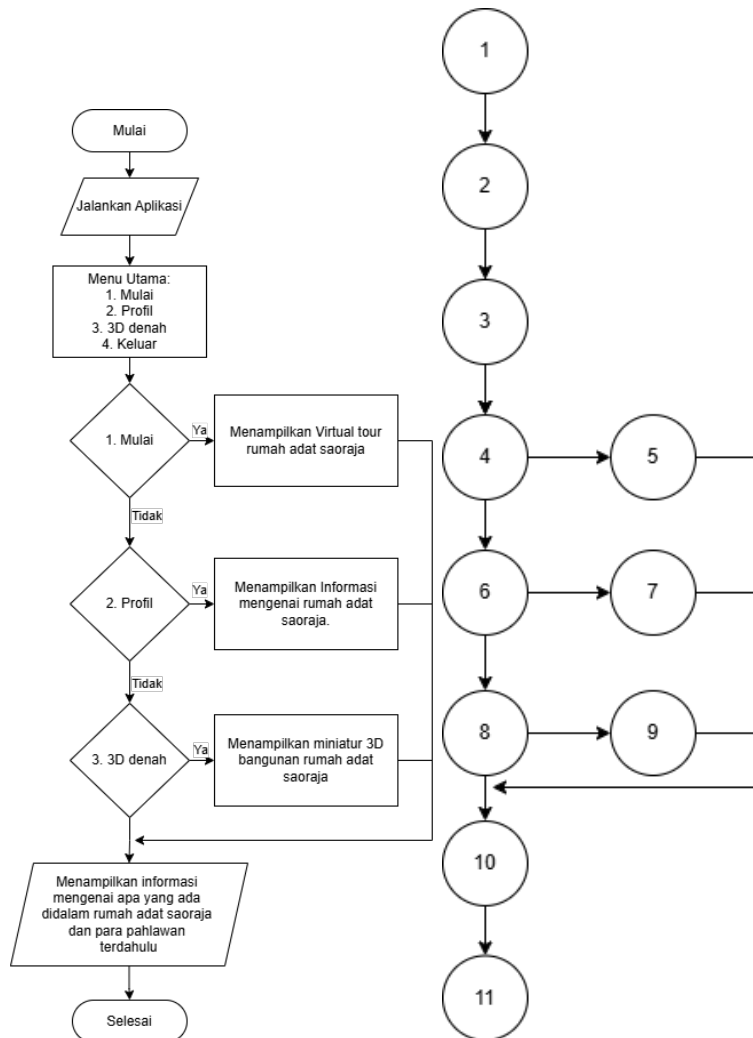 Mulai
Jalankan Aplikasi
Menu Utama:
1. Mulai
2. Profil
3. 3D denah
4. Keluar
1. Mulai
Ya
Menampilkan Virtual tour
rumah adat saoraja
Tidak
2. Profil
Ya
Menampilkan Informasi
mengenai rumah adat
saoraja.
Tidak
3. 3D denah
Ya
Menampilkan miniatur 3D
bangunan rumah adat
saoraja
Menampilkan informasi
mengenai apa yang ada
didalam rumah adat saoraja
dan para pahlawan
terdahulu
Selesai
1
2
3
4
5
6
7
8
9
10
11